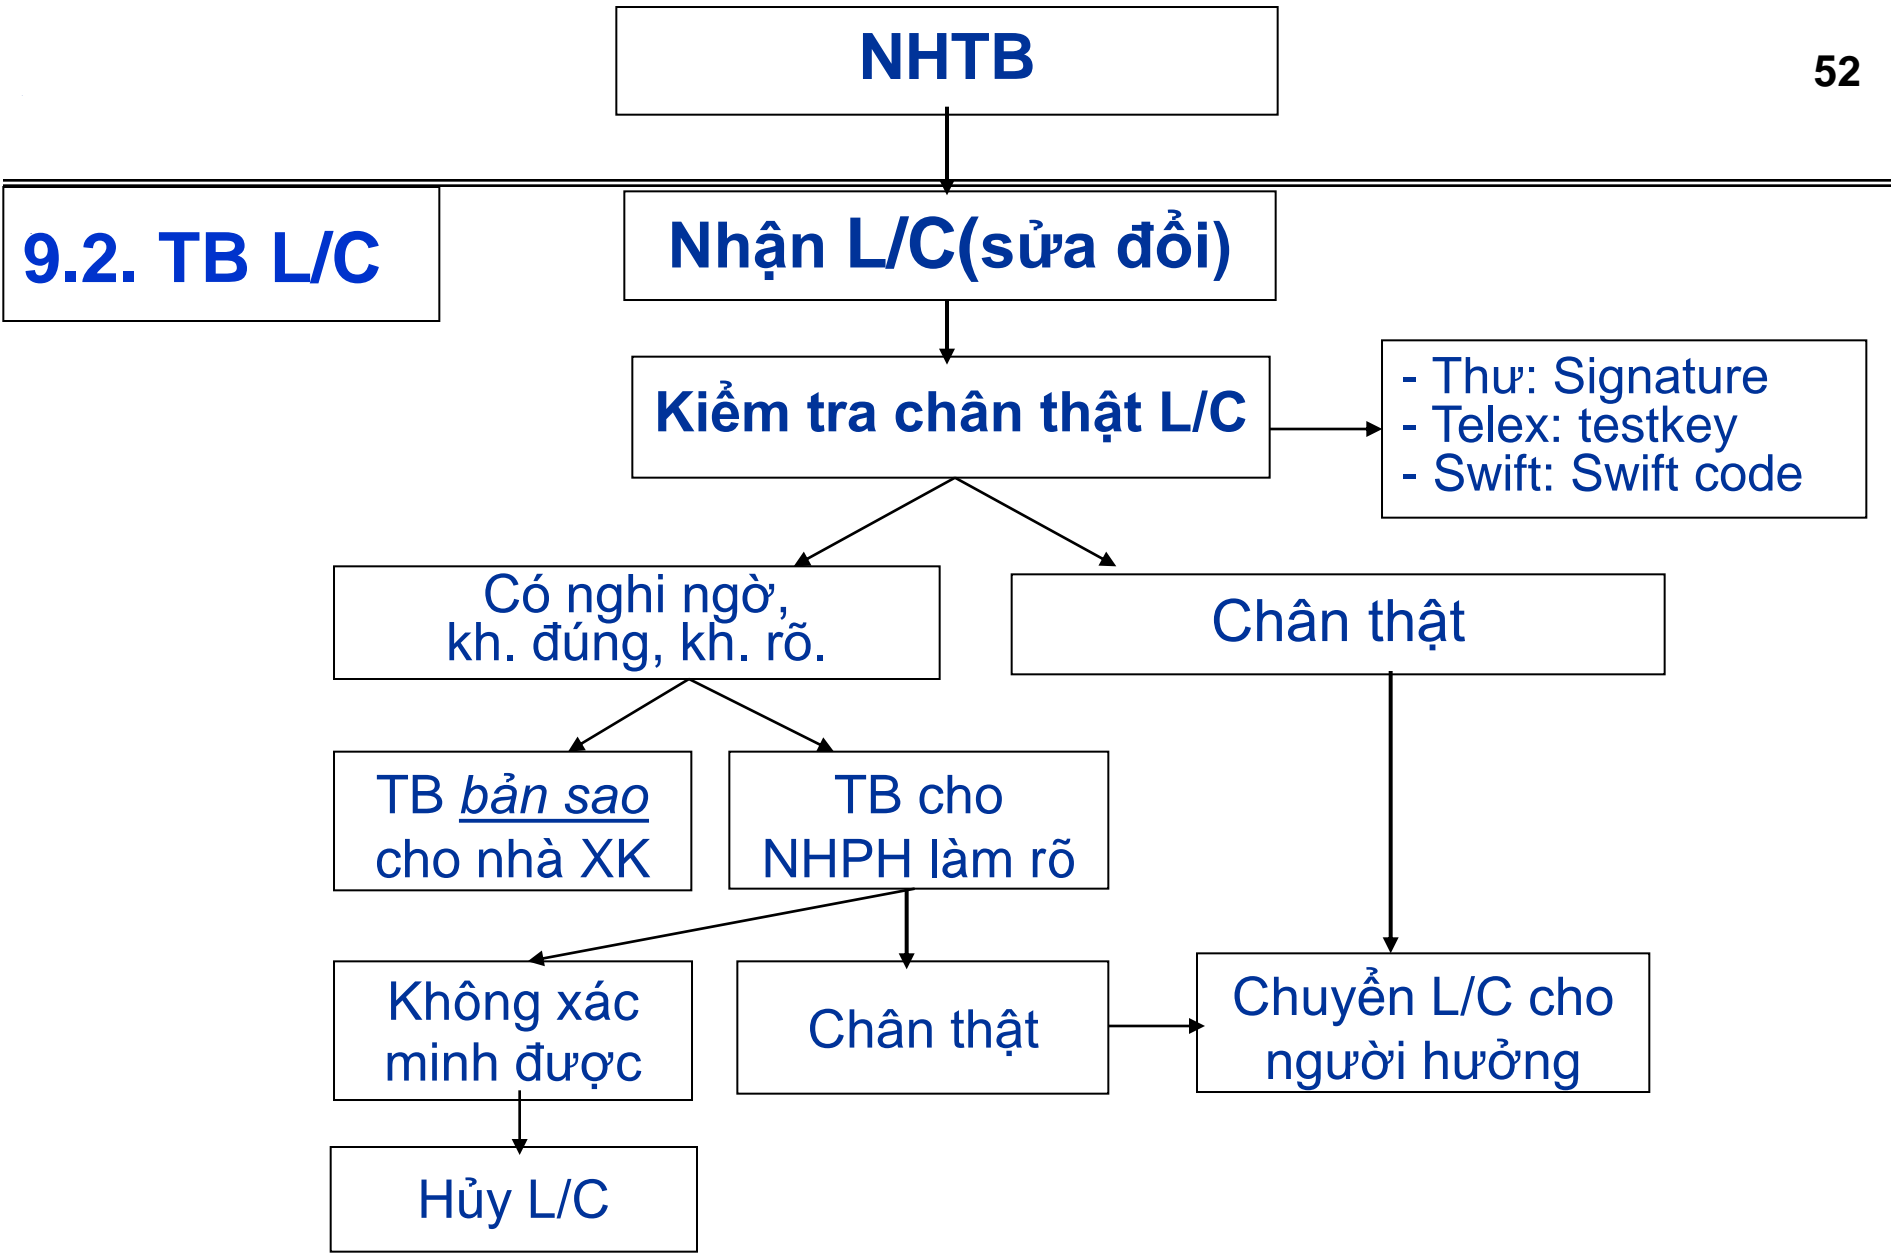 NHTB
52
9.2. TB L/C
Nhận L/C(sửa đổi)
Kiểm tra chân thật L/C
- Thư: Signature
- Telex: testkey
- Swift: Swift code
Có nghi ngờ,
kh. đúng, kh. rõ.
Chân thật
TB bản sao
cho nhà XK
TB cho
NHPH làm rõ
Không xác
minh được
Chân thật
Chuyển L/C cho
người hưởng
Hủy L/C